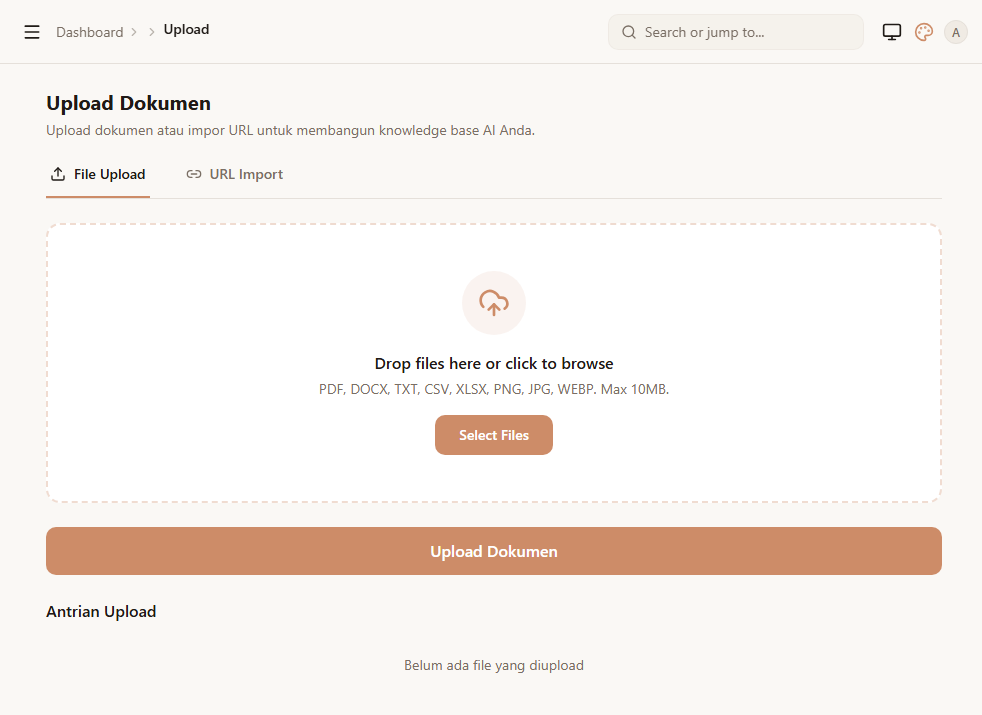 Dashboard
Upload
Search or jump to...
A
Upload Dokumen
Upload dokumen atau impor URL untuk membangun knowledge base AI Anda.
File Upload
URL Import
Drop files here or click to browse
PDF, DOCX, TXT, CSV, XLSX, PNG, JPG, WEBP. Max 10MB.
Select Files
Upload Dokumen
Antrian Upload
Belum ada file yang diupload